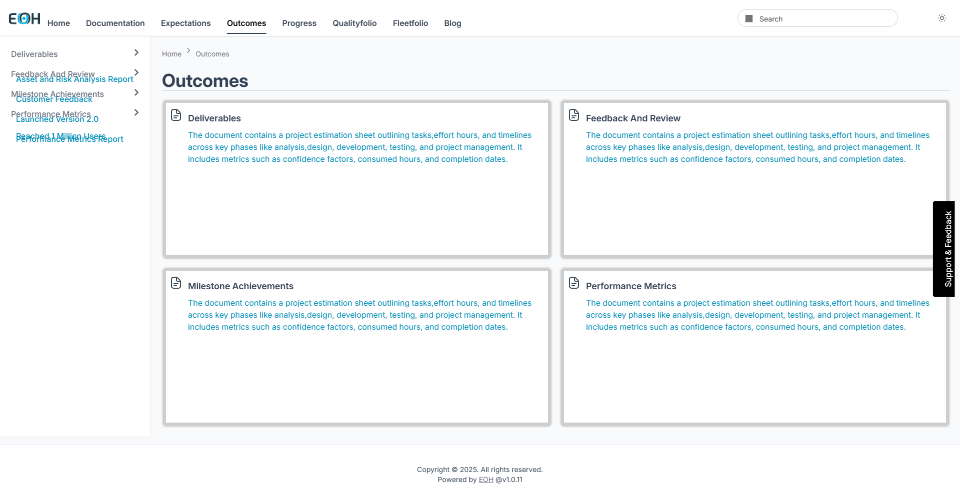 EOH
Home Documentation Expectations Outcomes Progress Qualityfolio Fleetfolio Blog
Search
Deliverables
Feedback And Review
Asset and Risk Analysis Report
Milestone Achievements
Customer Feedback
Performance Metrics
Launched Version 2.0
Reached 1 Million Users
Performance Metrics Report
Home Outcomes
Outcomes
Deliverables
The document contains a project estimation sheet outlining tasks,effort hours, and timelines
across key phases like analysis,design, development, testing, and project management. It
includes metrics such as confidence factors, consumed hours, and completion dates.
Feedback And Review
The document contains a project estimation sheet outlining tasks,effort hours, and timelines
across key phases like analysis,design, development, testing, and project management. It
includes metrics such as confidence factors, consumed hours, and completion dates.
Milestone Achievements
The document contains a project estimation sheet outlining tasks,effort hours, and timelines
across key phases like analysis,design, development, testing, and project management. It
includes metrics such as confidence factors, consumed hours, and completion dates.
Performance Metrics
The document contains a project estimation sheet outlining tasks,effort hours, and timelines
across key phases like analysis,design, development, testing, and project management. It
includes metrics such as confidence factors, consumed hours, and completion dates.
Support & Feedback
Copyright © 2025. All rights reserved.
Powered by EOH @v1.0.11